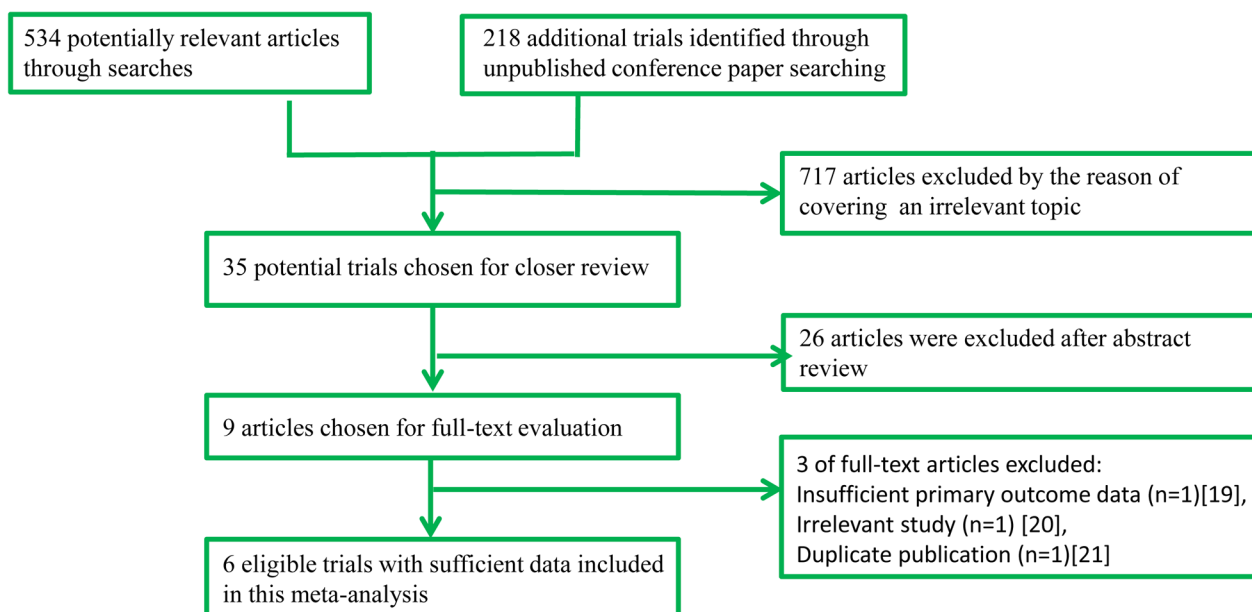 534 potentially relevant articles
through searches
218 additional trials identified through
unpublished conference paper searching
717 articles excluded by the reason of
covering an irrelevant topic
35 potential trials chosen for closer review
26 articles were excluded after abstract
review
9 articles chosen for full-text evaluation
3 of full-text articles excluded:
Insufficient primary outcome data (n=1)[19],
Irrelevant study (n=1) [20],
Duplicate publication (n=1)[21]
6 eligible trials with sufficient data included
in this meta-analysis